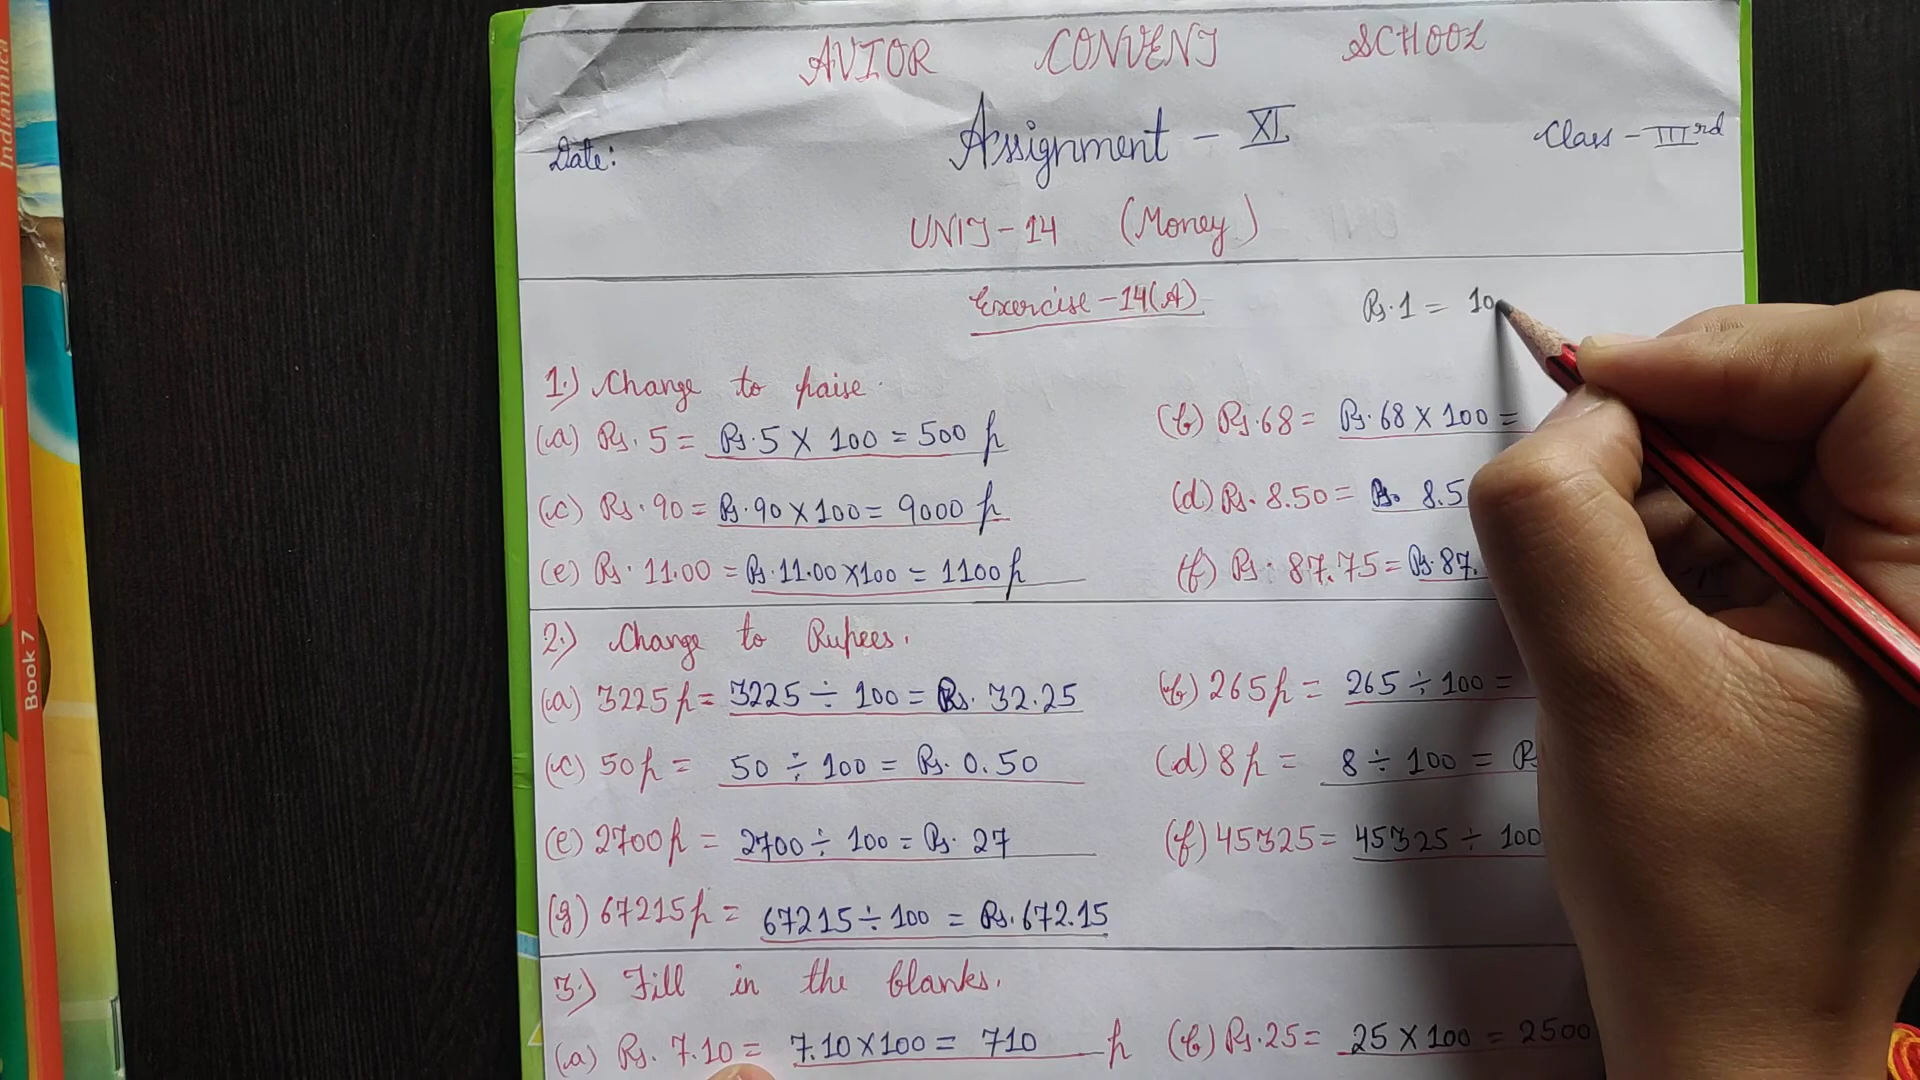 AVIOR CONVENT SCHOOL
Date: Assignment - XI Class - IIIrd
UNIT - 14 (Money)
Exercise - 14(A) Rs. 1 = 10
1.) Change to paise.
(a) Rs. 5 = Rs. 5 X 100 = 500 p (b) Rs. 68 = Rs. 68 X 100 =
(c) Rs. 90 = Rs. 90 X 100 = 9000 p (d) Rs. 8.50 = Rs. 8.5
(e) Rs. 11.00 = Rs. 11.00 X 100 = 1100 p (f) Rs. 87.75 = Rs. 87.
2.) Change to Rupees.
(a) 3225 p = 3225 ÷ 100 = Rs. 32.25 (b) 265 p = 265 ÷ 100 =
(c) 50 p = 50 ÷ 100 = Rs. 0.50 (d) 8 p = 8 ÷ 100 = R
(e) 2700 p = 2700 ÷ 100 = Rs. 27 (f) 45325 = 45325 ÷ 100
(g) 67215 p = 67215 ÷ 100 = Rs. 672.15
3.) Fill in the blanks.
(a) Rs. 7.10 = 7.10 X 100 = 710 p (b) Rs. 25 = 25 X 100 = 2500
Indianica
Book 7